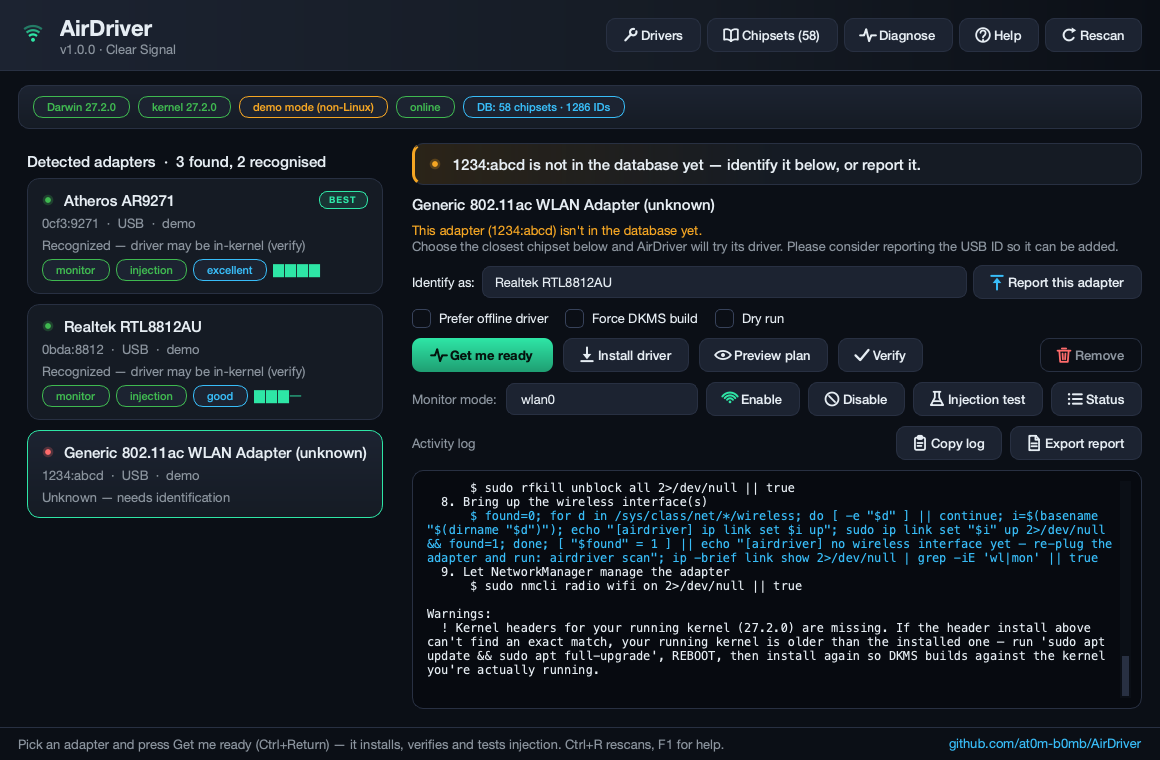 AirDriver
v1.0.0 · Clear Signal
Drivers
Chipsets (58)
Diagnose
Help
Rescan
Darwin 27.2.0
kernel 27.2.0
demo mode (non-Linux)
online
DB: 58 chipsets · 1286 IDs
Detected adapters · 3 found, 2 recognised
Atheros AR9271
BEST
0cf3:9271 · USB · demo
Recognized — driver may be in-kernel (verify)
monitor
injection
excellent
Realtek RTL8812AU
0bda:8812 · USB · demo
Recognized — driver may be in-kernel (verify)
monitor
injection
good
Generic 802.11ac WLAN Adapter (unknown)
1234:abcd · USB · demo
Unknown — needs identification
1234:abcd is not in the database yet — identify it below, or report it.
Generic 802.11ac WLAN Adapter (unknown)
This adapter (1234:abcd) isn't in the database yet.
Choose the closest chipset below and AirDriver will try its driver. Please consider reporting the USB ID so it can be added.
Identify as:
Realtek RTL8812AU
Report this adapter
Prefer offline driver
Force DKMS build
Dry run
Get me ready
Install driver
Preview plan
Verify
Remove
Monitor mode:
wlan0
Enable
Disable
Injection test
Status
Activity log
Copy log
Export report
$ sudo rfkill unblock all 2>/dev/null || true
8. Bring up the wireless interface(s)
$ found=0; for d in /sys/class/net/*/wireless; do [ -e "$d" ] || continue; i=$(basename
"$(dirname "$d")"); echo "[airdriver] ip link set $i up"; sudo ip link set "$i" up 2>/dev/null
&& found=1; done; [ "$found" = 1 ] || echo "[airdriver] no wireless interface yet — re-plug the
adapter and run: airdriver scan"; ip -brief link show 2>/dev/null | grep -iE 'wl|mon' || true
9. Let NetworkManager manage the adapter
$ sudo nmcli radio wifi on 2>/dev/null || true
Warnings:
! Kernel headers for your running kernel (27.2.0) are missing. If the header install above
can't find an exact match, your running kernel is older than the installed one — run 'sudo apt
update && sudo apt full-upgrade', REBOOT, then install again so DKMS builds against the kernel
you're actually running.
Pick an adapter and press Get me ready (Ctrl+Return) — it installs, verifies and tests injection. Ctrl+R rescans, F1 for help.
github.com/at0m-b0mb/AirDriver